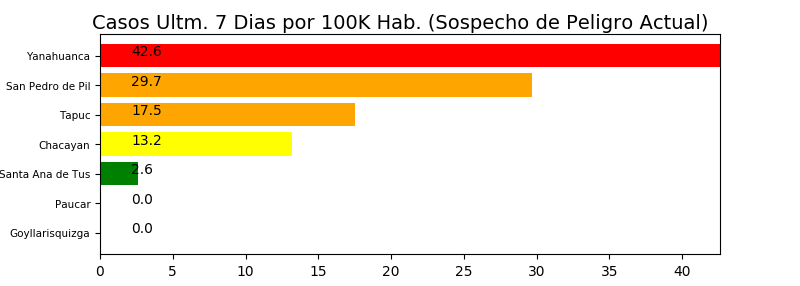 Casos Ultm. 7 Dias por 100K Hab. (Sospecho de Peligro Actual)
Yanahuanca 42.6
San Pedro de Pil 29.7
Tapuc 17.5
Chacayan 13.2
Santa Ana de Tus 2.6
Paucar 0.0
Goyllarisquizga 0.0
0 5 10 15 20 25 30 35 40